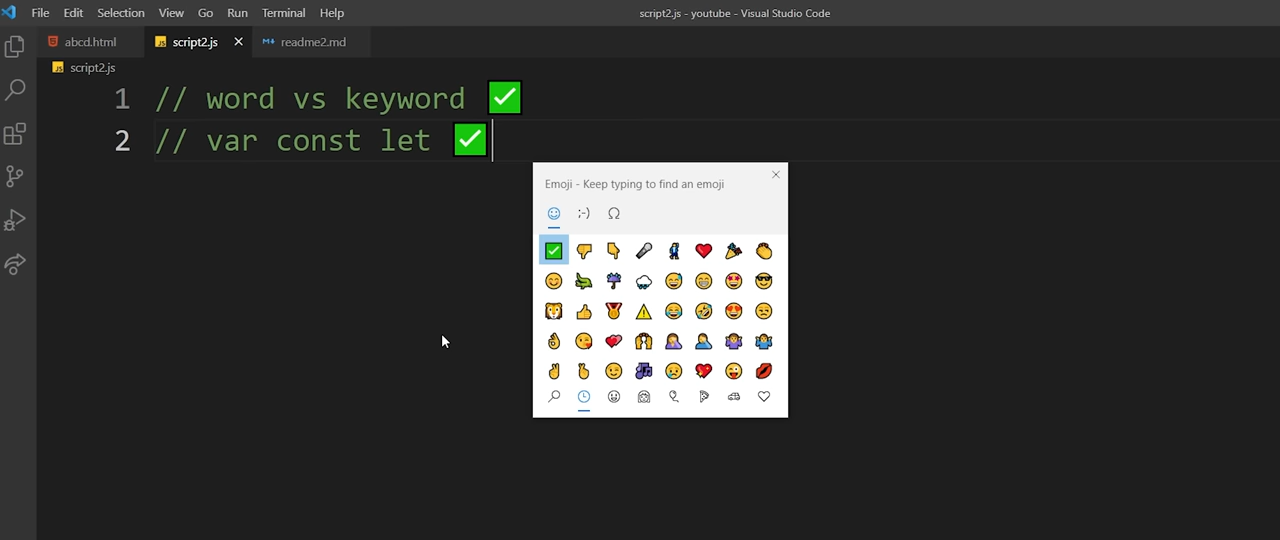 File Edit Selection View Go Run Terminal Help script2.js - youtube - Visual Studio Code
abcd.html script2.js readme2.md
script2.js
1 // word vs keyword ✅
2 // var const let ✅
Emoji - Keep typing to find an emoji
;-) Ω